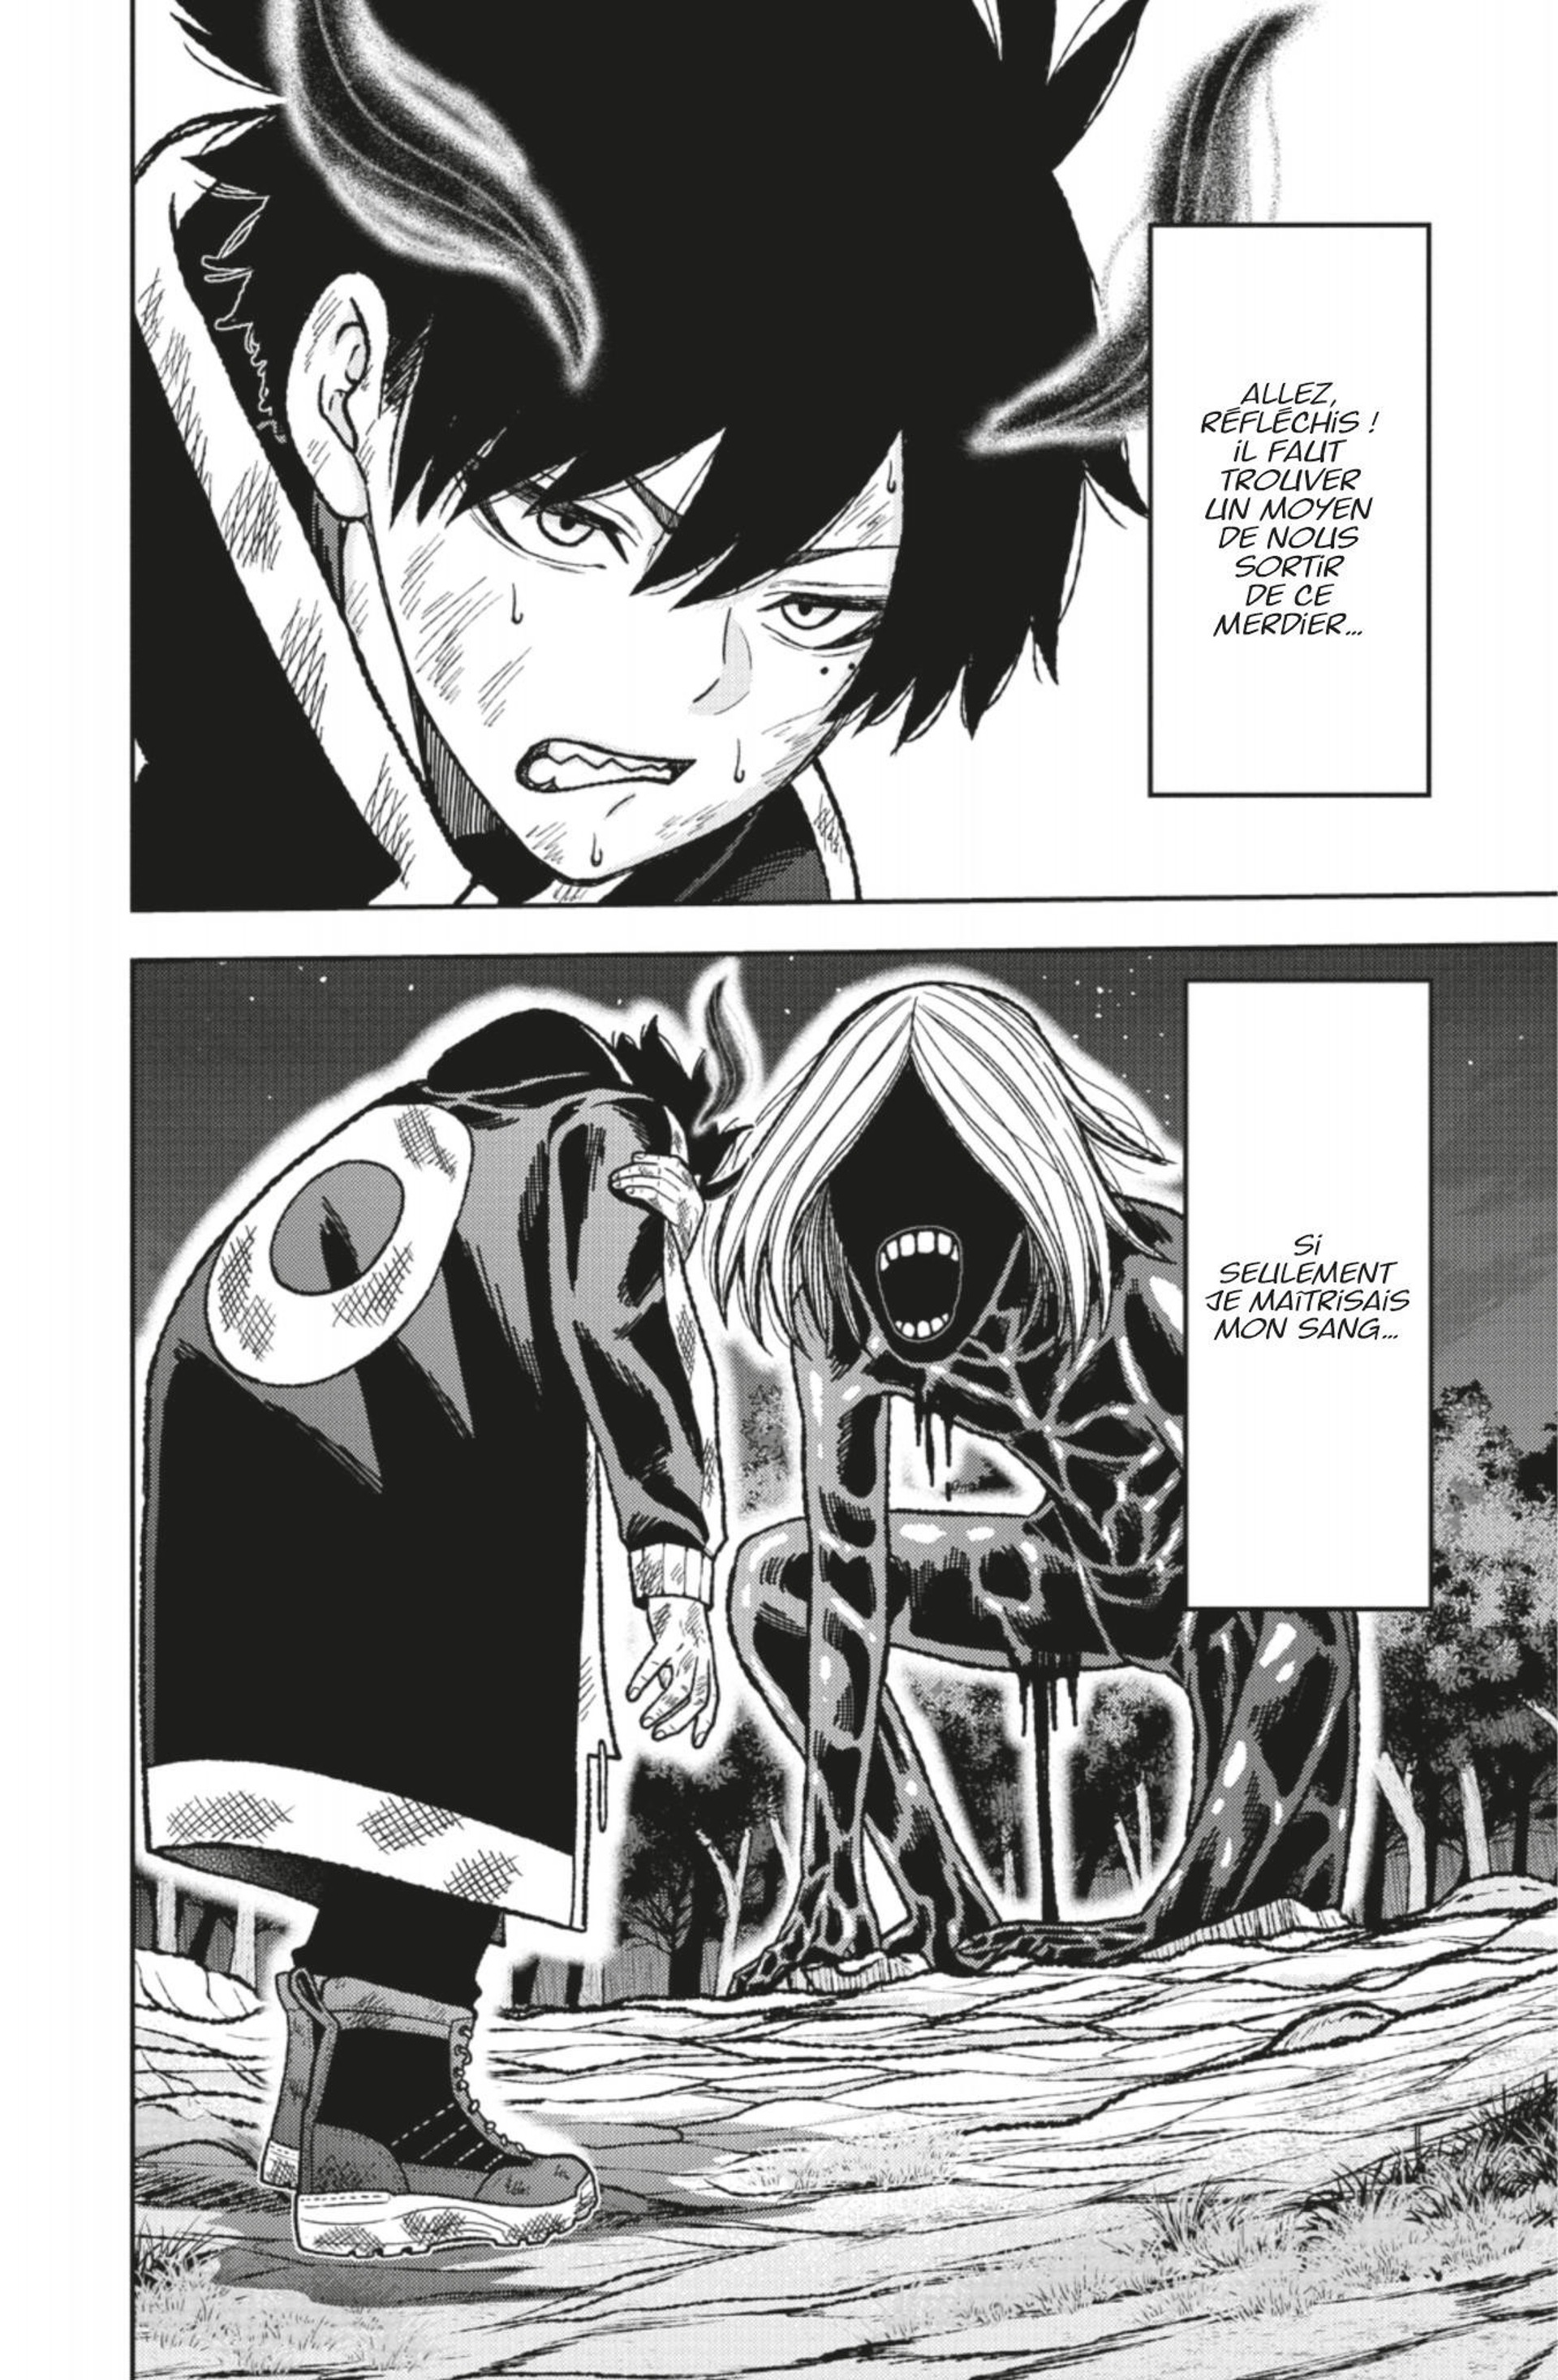 ALLEZ,
RÉFLÉCHIS !
IL FAUT
TROUVER
UN MOYEN
DE NOUS
SORTIR
DE CE
MERDIER...
SI
SEULEMENT
JE MAÎTRISAIS
MON SANG...